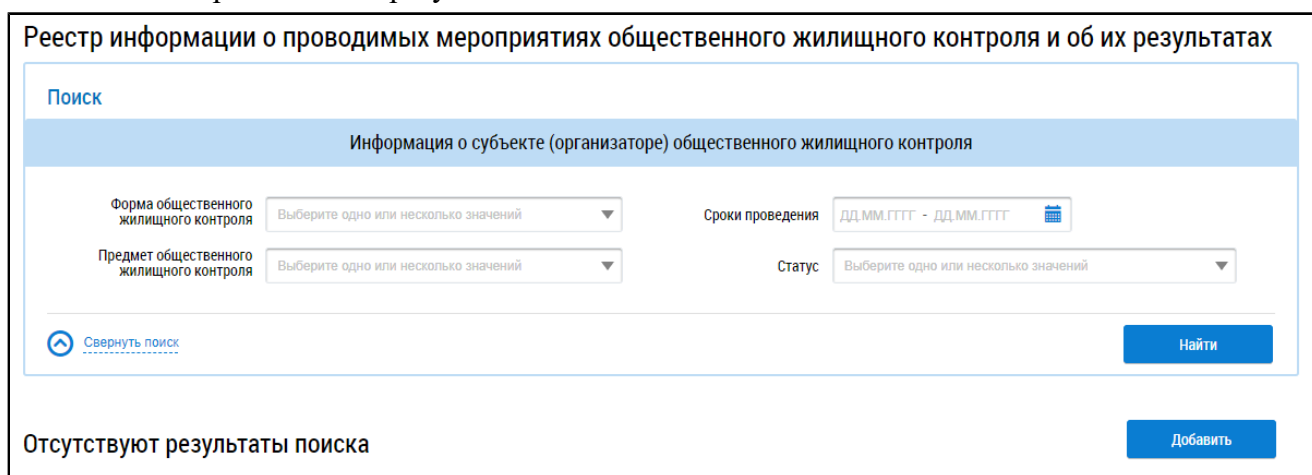 Реестр информации о проводимых мероприятиях общественного жилищного контроля и об их результатах
Поиск
Информация о субъекте (организаторе) общественного жилищного контроля
Форма общественного
жилищного контроля
Выберите одно или несколько значений
Сроки проведения
ДД.ММ.ГГГГ - ДД.ММ.ГГГГ
Предмет общественного
жилищного контроля
Выберите одно или несколько значений
Статус
Выберите одно или несколько значений
Свернуть поиск
Найти
Отсутствуют результаты поиска
Добавить